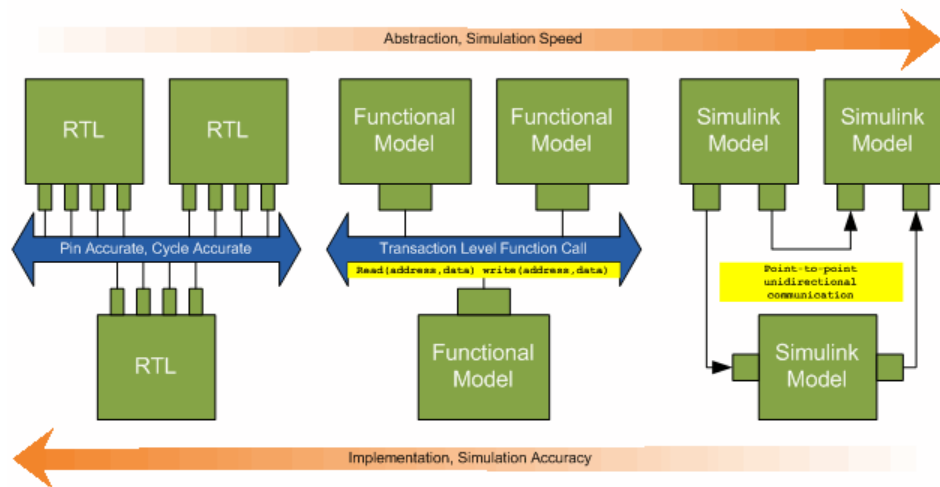 Abstraction, Simulation Speed
RTL
RTL
Functional
Model
Functional
Model
Simulink
Model
Simulink
Model
Pin Accurate, Cycle Accurate
Transaction Level Function Call
Read(address,data) write(address,data)
Point-to-point
unidirectional
communication
RTL
Functional
Model
Simulink
Model
Implementation, Simulation Accuracy